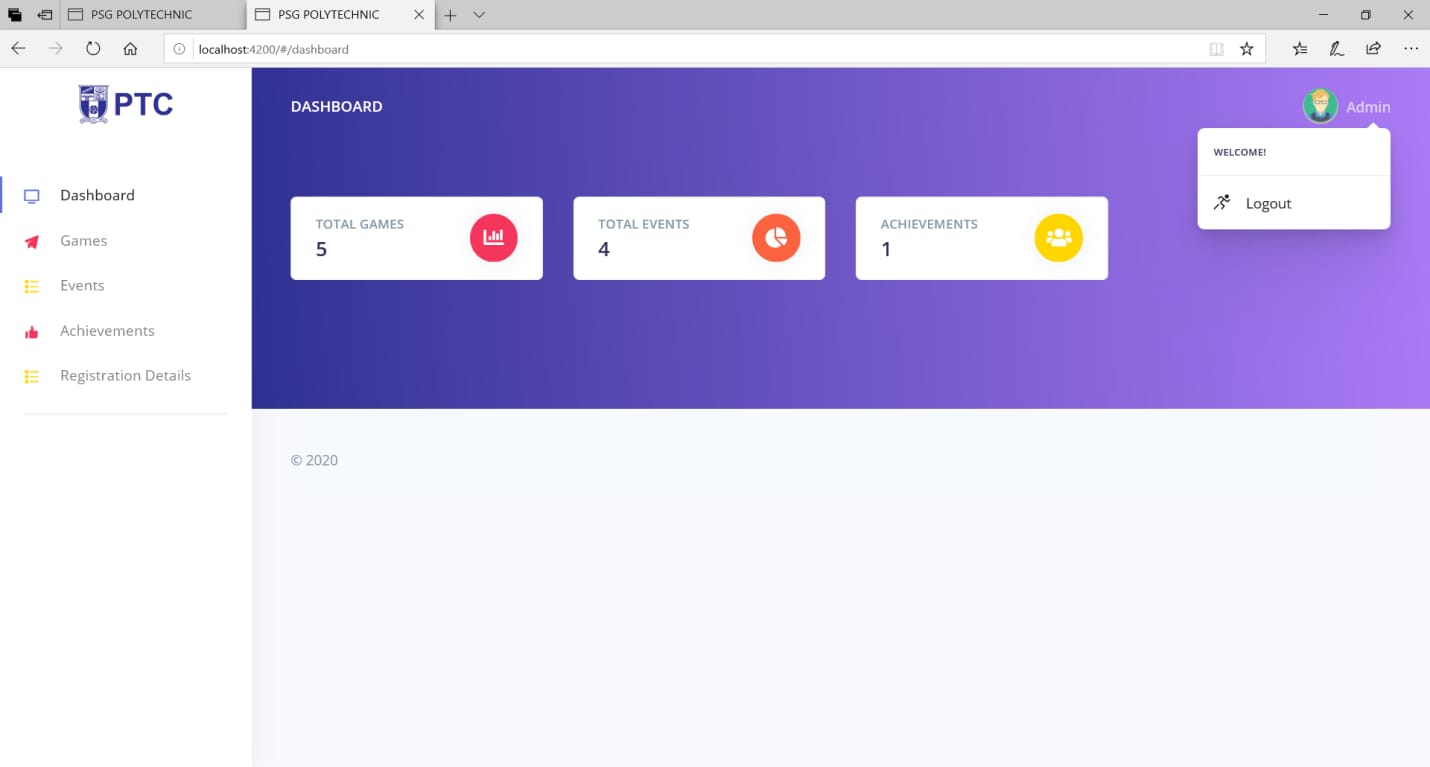 PSG POLYTECHNIC
PSG POLYTECHNIC
localhost:4200/#/dashboard
PTC
DASHBOARD
Admin
WELCOME!
Logout
Dashboard
Games
Events
Achievements
Registration Details
TOTAL GAMES
5
TOTAL EVENTS
4
ACHIEVEMENTS
1
© 2020